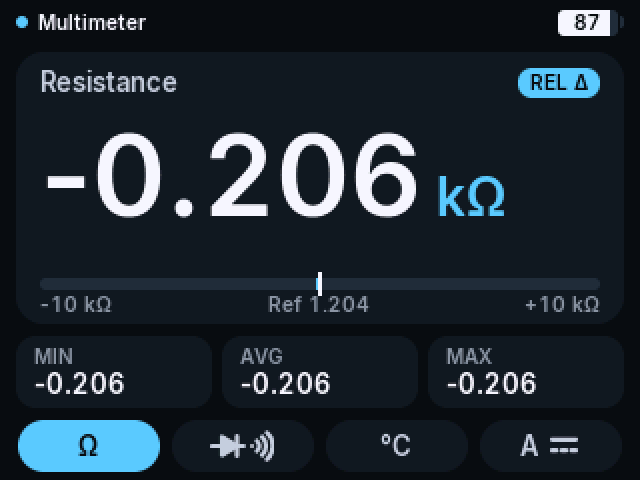 Multimeter 87
Resistance REL Δ
-0.206 kΩ
-10 kΩ Ref 1.204 +10 kΩ
MIN AVG MAX
-0.206 -0.206 -0.206
Ω °C A